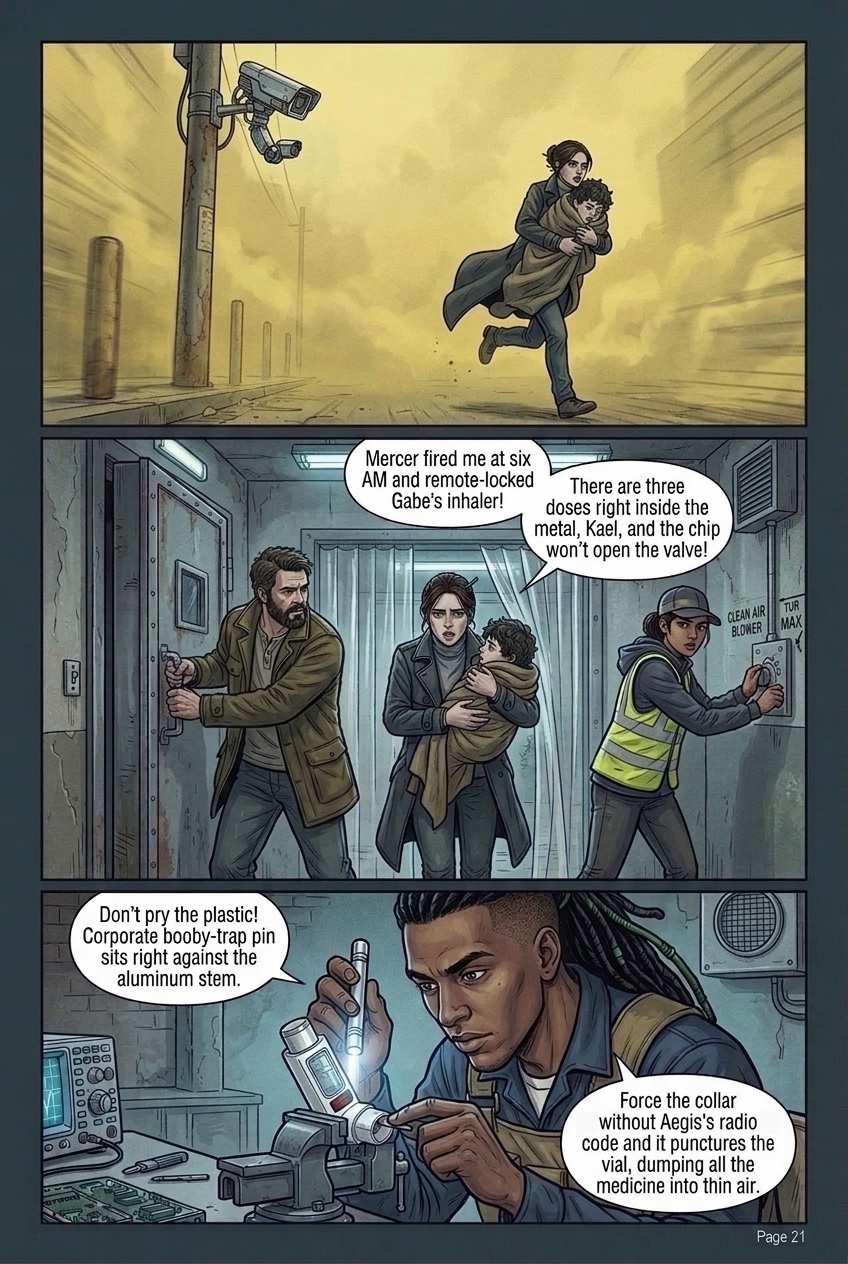 Mercer fired me at six
AM and remote-locked
Gabe's inhaler!
There are three
doses right inside the
metal, Kael, and the chip
won't open the valve!
CLEAN AIR
BLOWER
TUR
MAX
Don't pry the plastic!
Corporate booby-trap pin
sits right against the
aluminum stem.
Force the collar
without Aegis's radio
code and it punctures the
vial, dumping all the
medicine into thin air.
Page 21